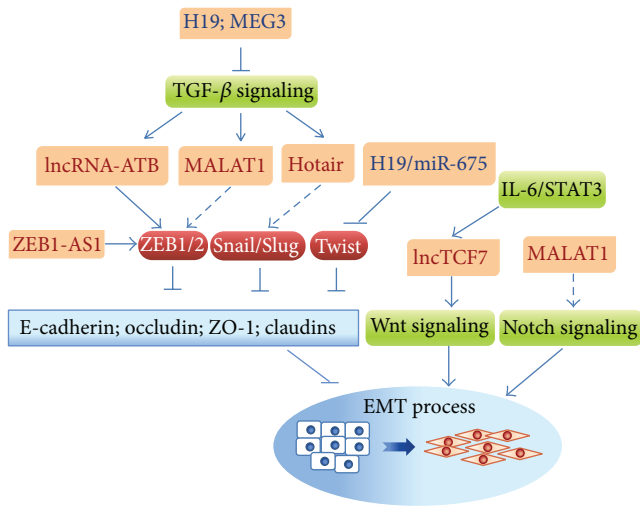 H19; MEG3
TGF-β signaling
lncRNA-ATB
MALAT1
Hotair
H19/miR-675
IL-6/STAT3
ZEB1-AS1
ZEB1/2
Snail/Slug
Twist
lncTCF7
MALAT1
E-cadherin; occludin; ZO-1; claudins
Wnt signaling
Notch signaling
EMT process